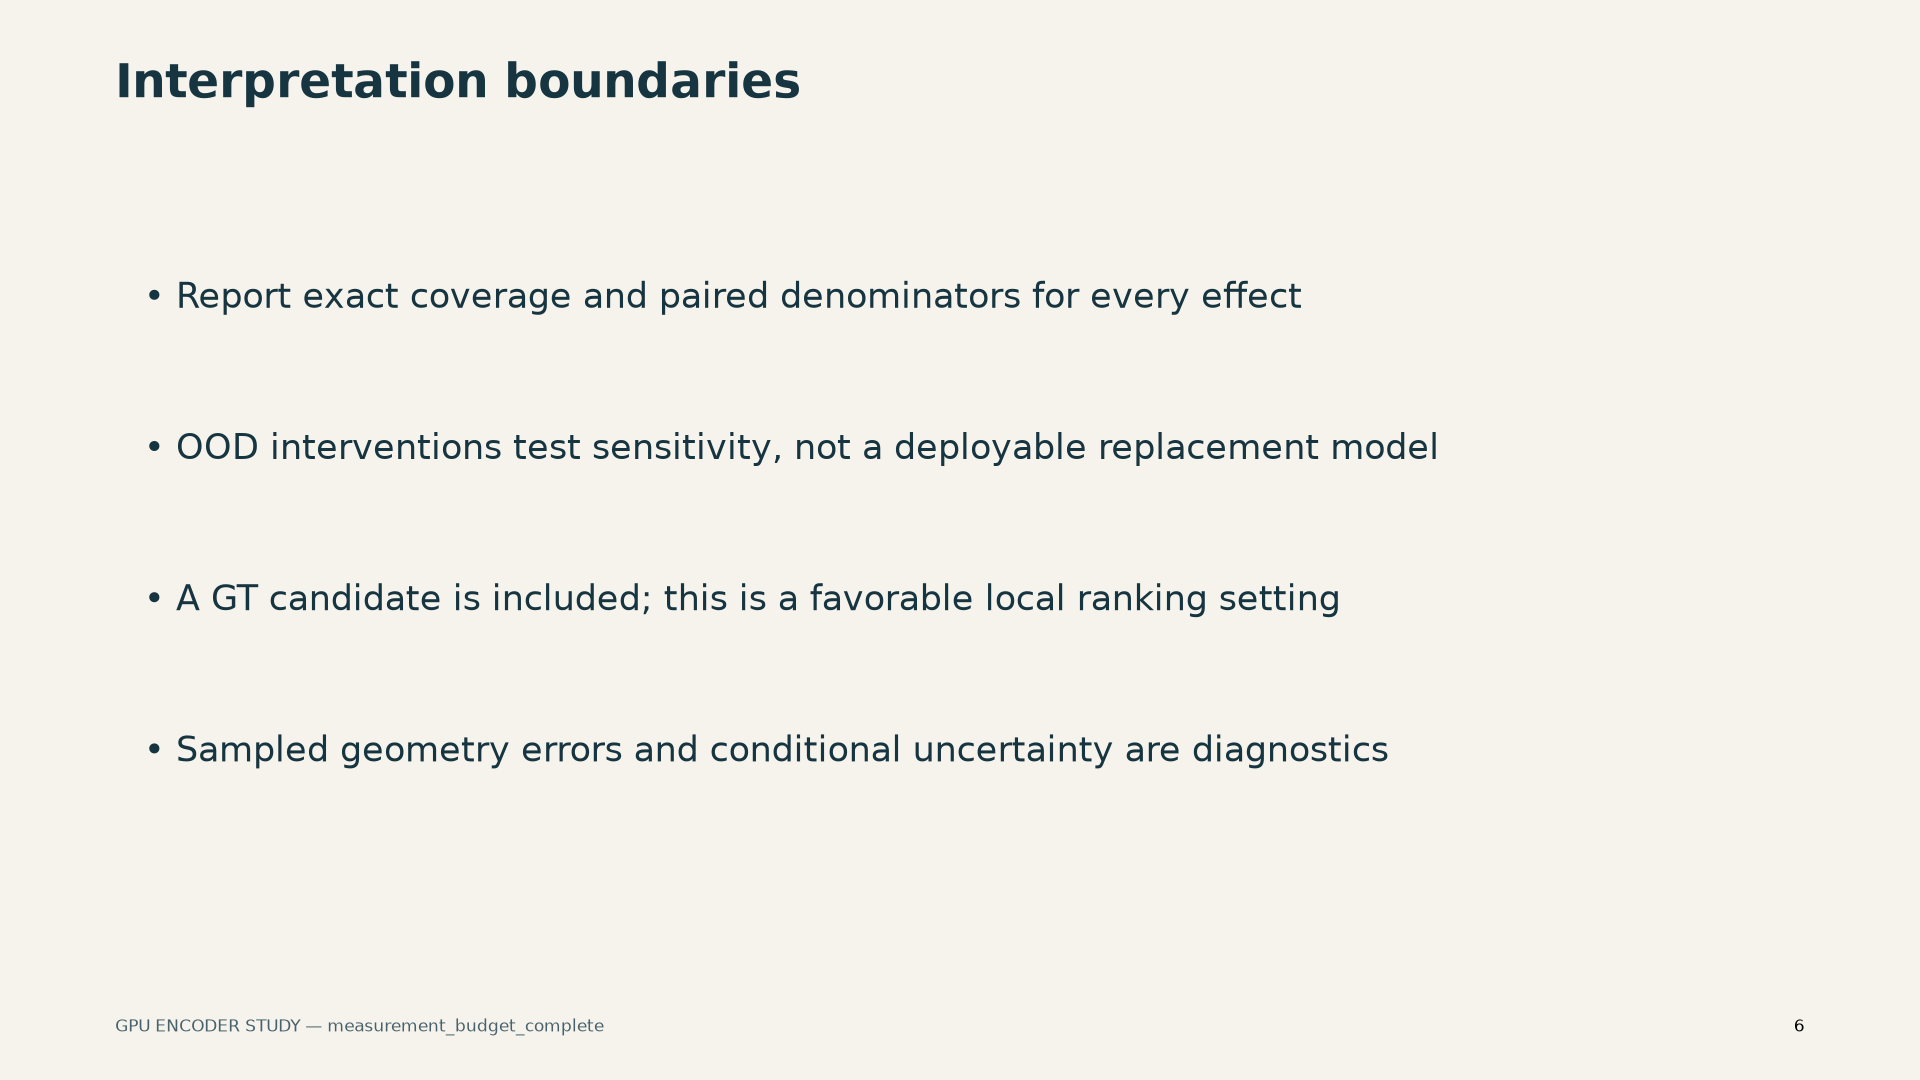 Interpretation boundaries
• Report exact coverage and paired denominators for every effect
• OOD interventions test sensitivity, not a deployable replacement model
• A GT candidate is included; this is a favorable local ranking setting
• Sampled geometry errors and conditional uncertainty are diagnostics
GPU ENCODER STUDY — measurement_budget_complete
6